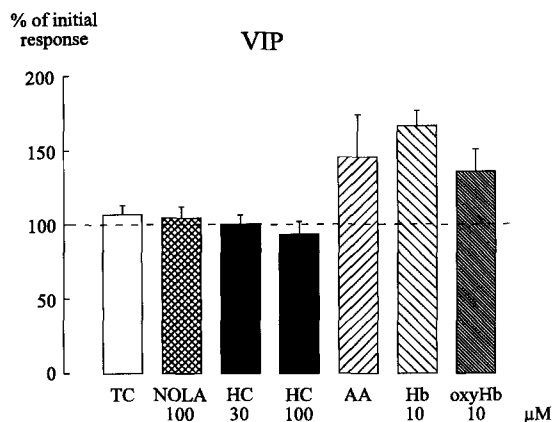 % of initial
response
VIP
200
150
100
50
0
TC NOLA HC HC AA Hb oxyHb
100 30 100 10 10 μM